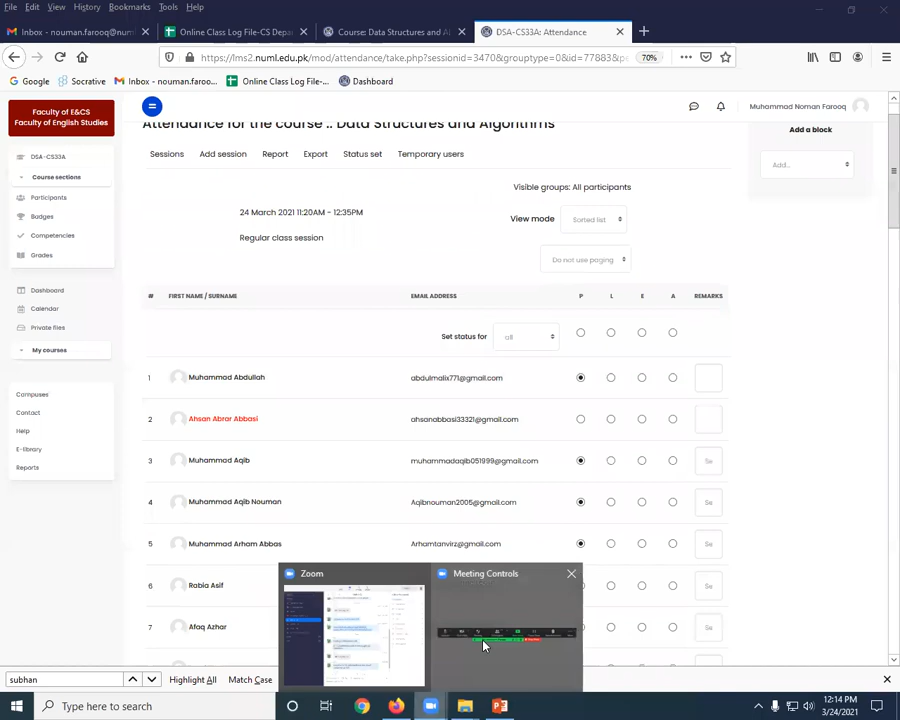 File Edit View History Bookmarks Tools Help
Inbox - nouman.farooq@num
Online Class Log File-CS Depa
Course: Data Structures and Al
DSA-CS33A: Attendance
https://lms2.numl.edu.pk/mod/attendance/take.php?sessionid=3470&grouptype=0&id=77883&pe
70%
Google Socrative Inbox - nouman.faroo... Online Class Log File-... Dashboard
Faculty of E&CS
Faculty of English Studies
Muhammad Noman Farooq
Attendance for the course :: Data Structures and Algorithms
Add a block
Add...
DSA-CS33A
Course sections
Participants
Badges
Competencies
Grades
Dashboard
Calendar
Private files
My courses
Campuses
Contact
Help
E-library
Reports
Sessions Add session Report Export Status set Temporary users
Visible groups: All participants
24 March 2021 11:20AM - 12:35PM
View mode Sorted list
Regular class session
Do not use paging
# FIRST NAME / SURNAME EMAIL ADDRESS P L E A REMARKS
Set status for all
1 Muhammad Abdullah abdulmalix771@gmail.com
2 Ahsan Abrar Abbasi ahsanabbasi33321@gmail.com
3 Muhammad Aqib muhammadaqib051999@gmail.com Se
4 Muhammad Aqib Nouman Aqibnouman2005@gmail.com Se
5 Muhammad Arham Abbas Arhamtanvirz@gmail.com Se
6 Rabia Asif Se
7 Afaq Azhar Se
Zoom
Meeting Controls
subhan
Highlight All Match Case
Type here to search
12:14 PM
3/24/2021